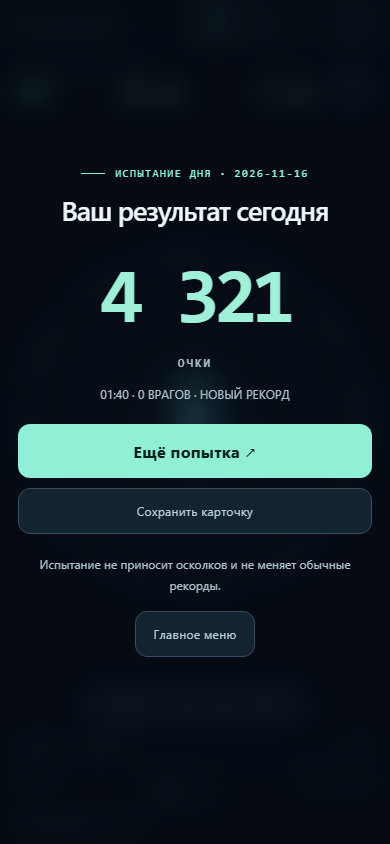 ИСПЫТАНИЕ ДНЯ · 2026-11-16
Ваш результат сегодня
4 321
ОЧКИ
01:40 · 0 ВРАГОВ · НОВЫЙ РЕКОРД
Ещё попытка ↗
Сохранить карточку
Испытание не приносит осколков и не меняет обычные
рекорды.
Главное меню